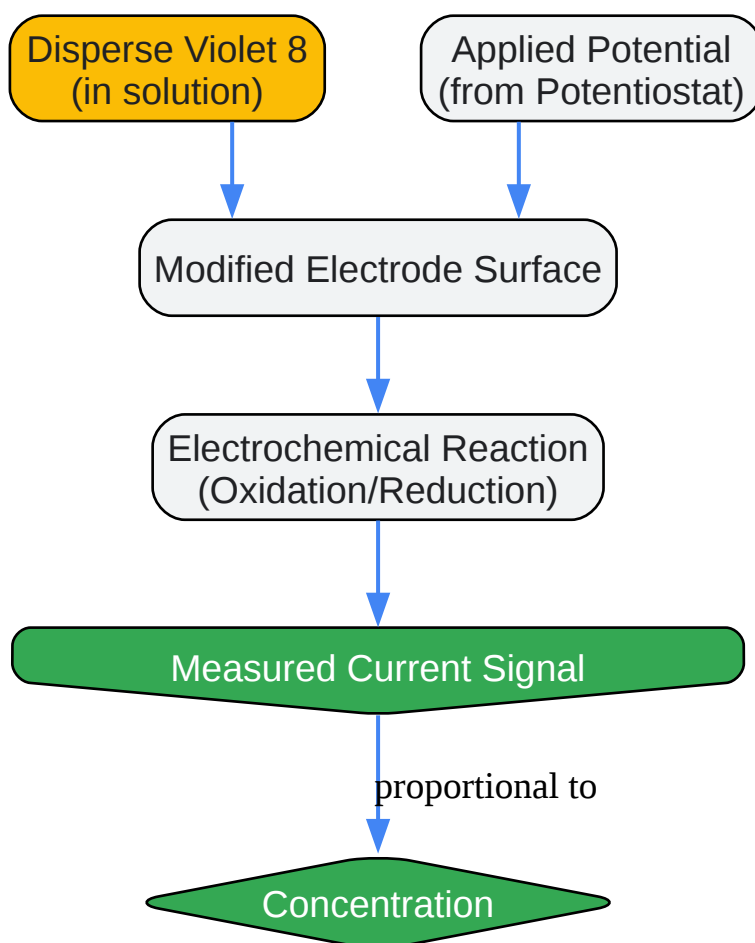 Disperse Violet 8
(in solution)
Applied Potential
(from Potentiostat)
Modified Electrode Surface
Electrochemical Reaction
(Oxidation/Reduction)
Measured Current Signal
proportional to
Concentration